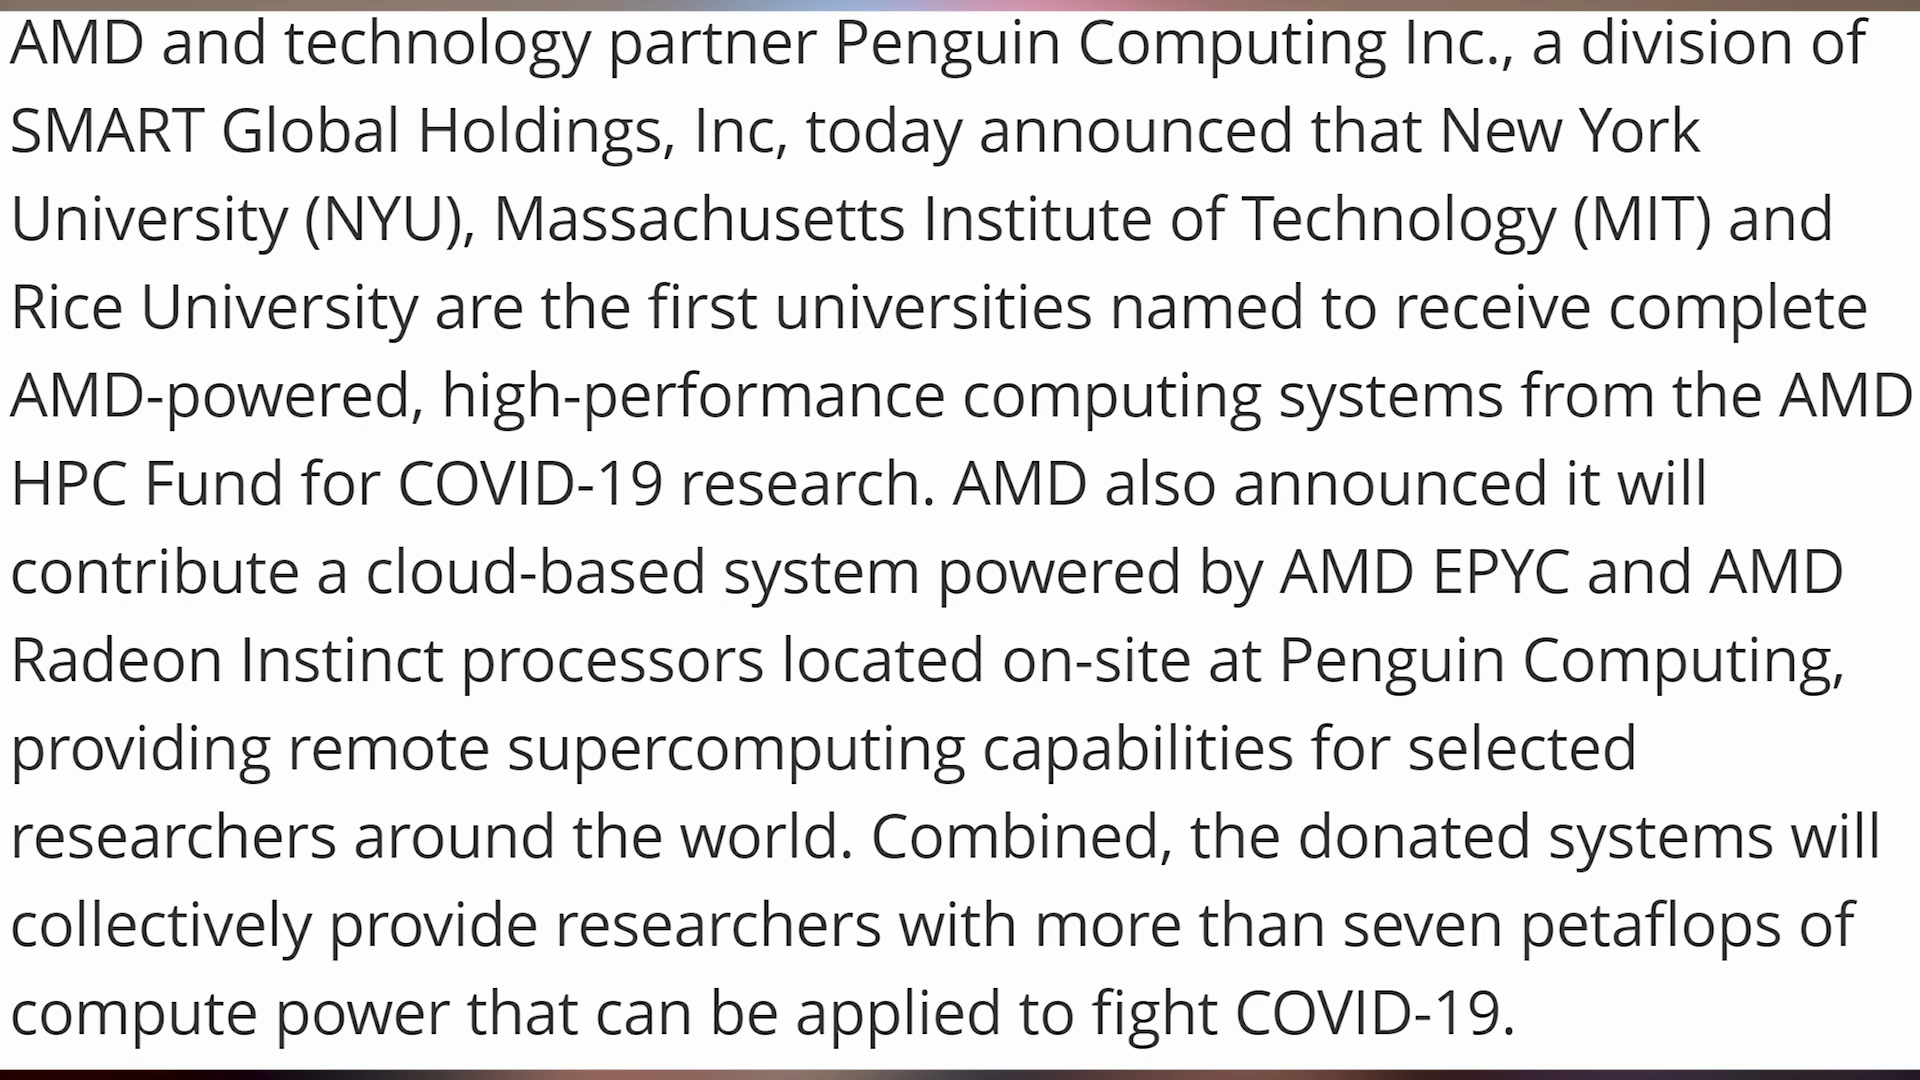 AMD and technology partner Penguin Computing Inc., a division of
SMART Global Holdings, Inc, today announced that New York
University (NYU), Massachusetts Institute of Technology (MIT) and
Rice University are the first universities named to receive complete
AMD-powered, high-performance computing systems from the AMD
HPC Fund for COVID-19 research. AMD also announced it will
contribute a cloud-based system powered by AMD EPYC and AMD
Radeon Instinct processors located on-site at Penguin Computing,
providing remote supercomputing capabilities for selected
researchers around the world. Combined, the donated systems will
collectively provide researchers with more than seven petaflops of
compute power that can be applied to fight COVID-19.